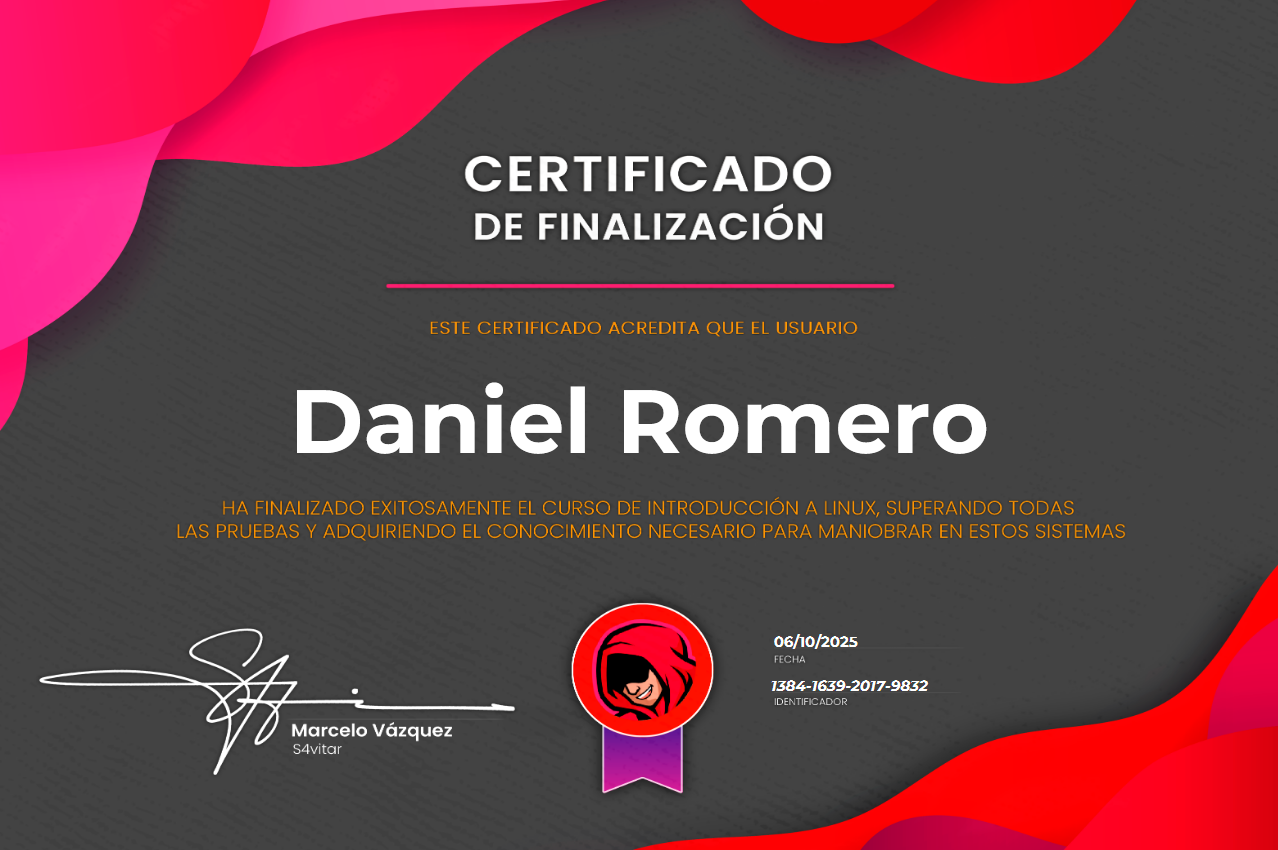 CERTIFICADO
DE FINALIZACIÓN
ESTE CERTIFICADO ACREDITA QUE EL USUARIO
Daniel Romero
HA FINALIZADO EXITOSAMENTE EL CURSO DE INTRODUCCIÓN A LINUX, SUPERANDO TODAS
LAS PRUEBAS Y ADQUIRIENDO EL CONOCIMIENTO NECESARIO PARA MANIOBRAR EN ESTOS SISTEMAS
Marcelo Vázquez
S4vitar
06/10/2025
FECHA
1384-1639-2017-9832
IDENTIFICADOR